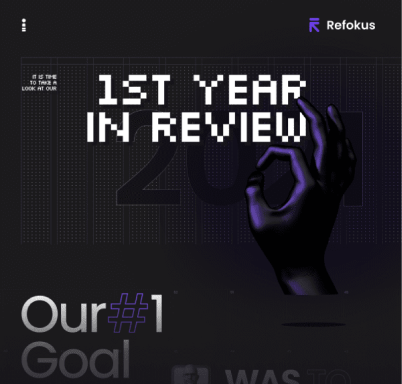 Refokus
IT IS TIME
TO TAKE A
LOOK AT OUR
1ST YEAR
IN REVIEW
2021
Our #1
Goal
WAS TO